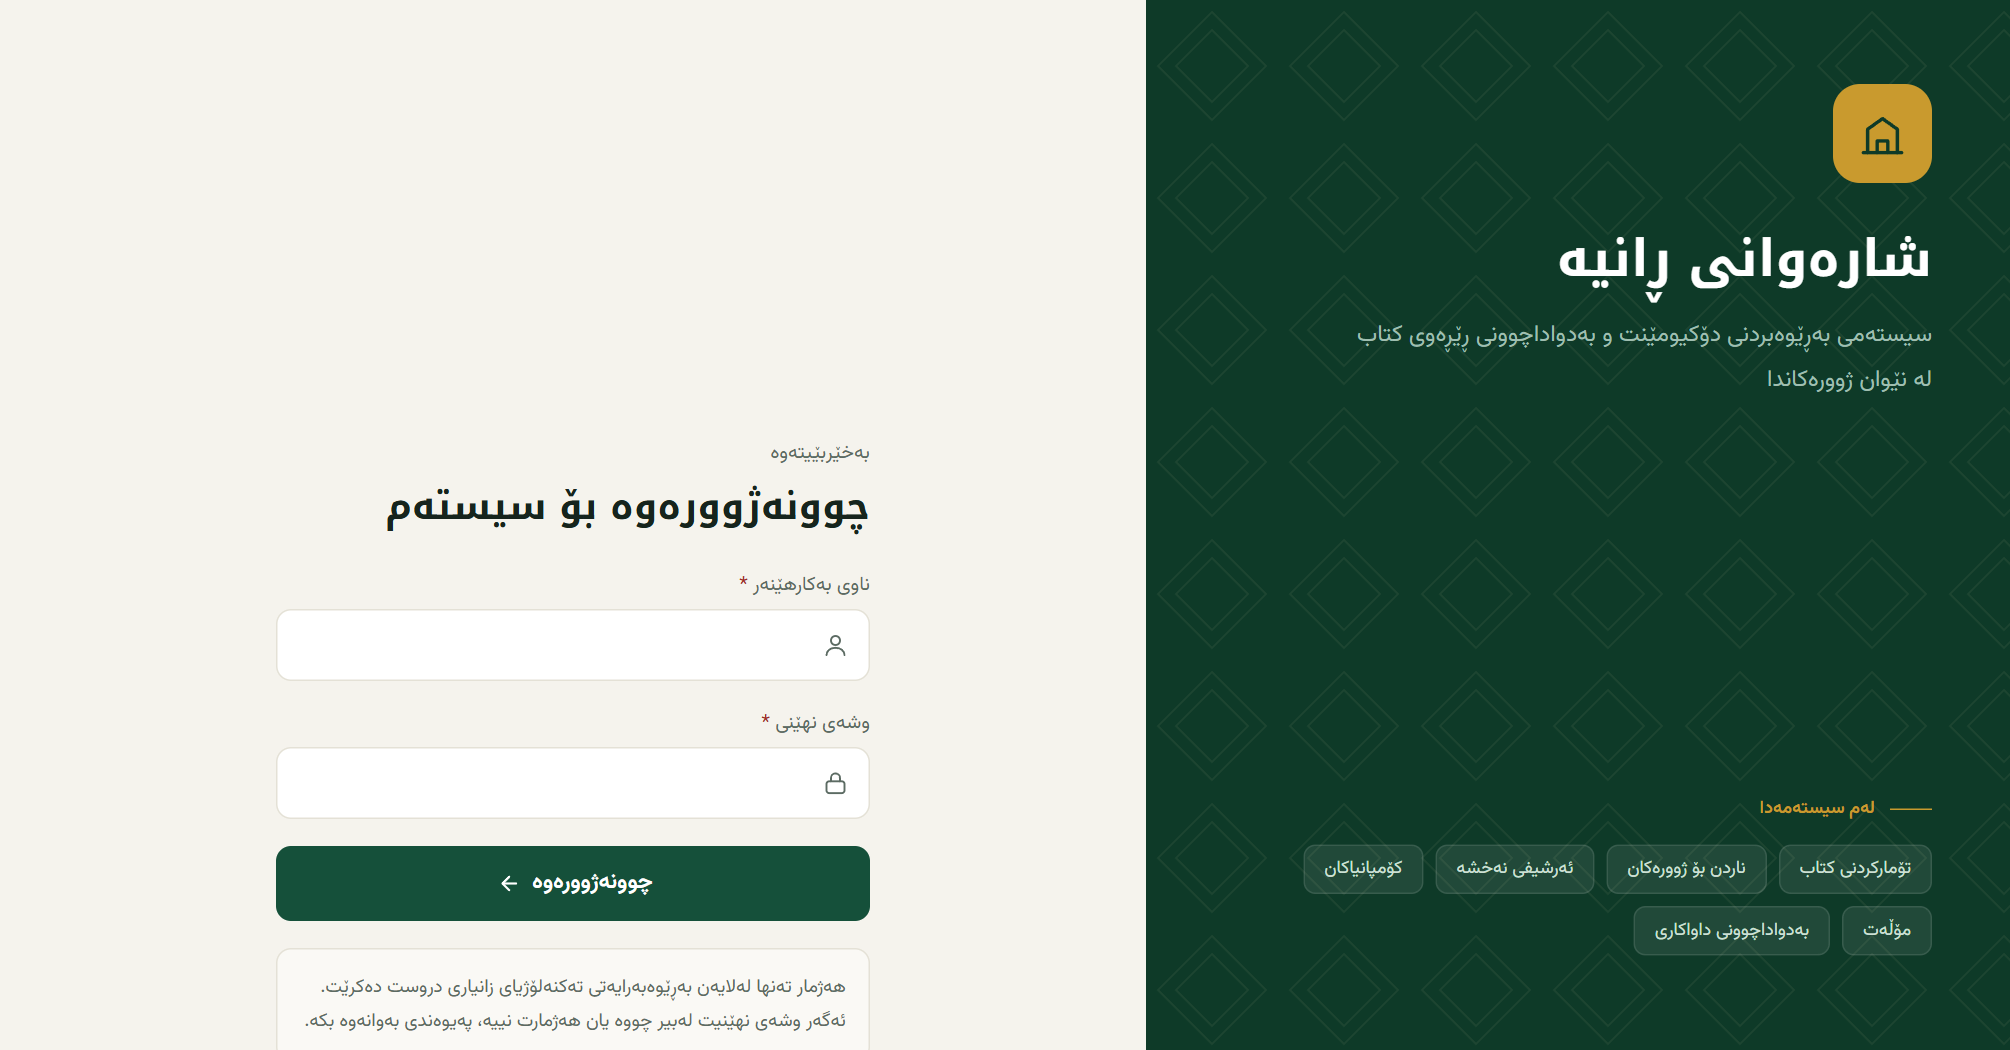 شارەوانی ڕانیە
سیستەمی بەڕێوەبردنی دۆکیومێنت و بەدواداچوونی ڕێڕەوی کتاب
لە نێوان ژوورەکاندا
لەم سیستەمەدا
تۆمارکردنی کتاب
ناردن بۆ ژوورەکان
ئەرشیفی نەخشە
کۆمپانیاکان
مۆڵەت
بەدواداچوونی داواکاری
بەخێربێیتەوە
چوونەژوورەوە بۆ سیستەم
ناوی بەکارهێنەر *
وشەی نهێنی *
چوونەژوورەوە ←
هەژمار تەنها لەلایەن بەڕێوەبەرایەتی تەکنەلۆژیای زانیاری دروست دەکرێت.
ئەگەر وشەی نهێنیت لەبیر چووە یان هەژمارت نییە، پەیوەندی بەوانەوە بکە.